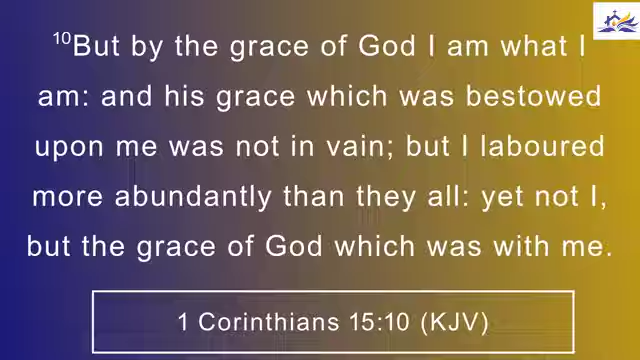 10But by the grace of God I am what I
am: and his grace which was bestowed
upon me was not in vain; but I laboured
more abundantly than they all: yet not I,
but the grace of God which was with me.
1 Corinthians 15:10 (KJV)